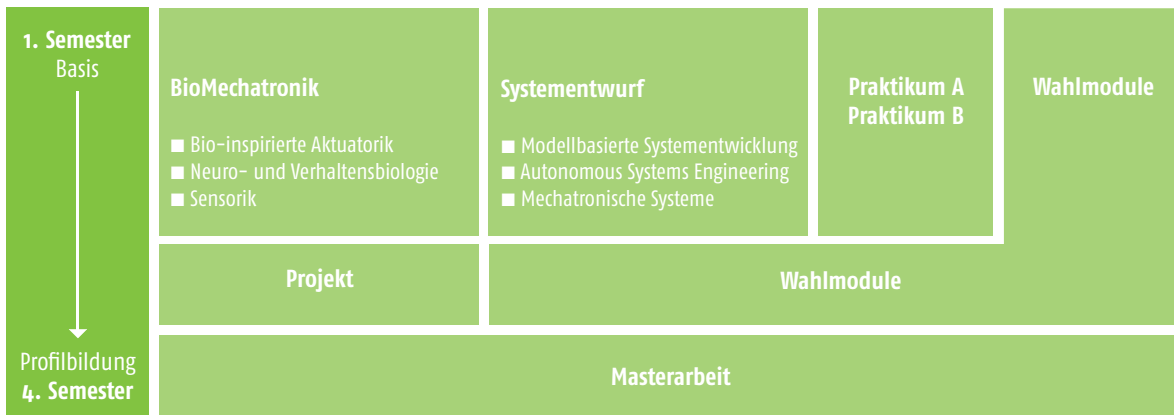 1. Semester
Basis
Profilbildung
4. Semester
BioMechatronik
■ Bio-inspirierte Aktuatorik
■ Neuro- und Verhaltensbiologie
■ Sensorik
Systementwurf
■ Modellbasierte Systementwicklung
■ Autonomous Systems Engineering
■ Mechatronische Systeme
Praktikum A
Praktikum B
Wahlmodule
Projekt
Wahlmodule
Masterarbeit